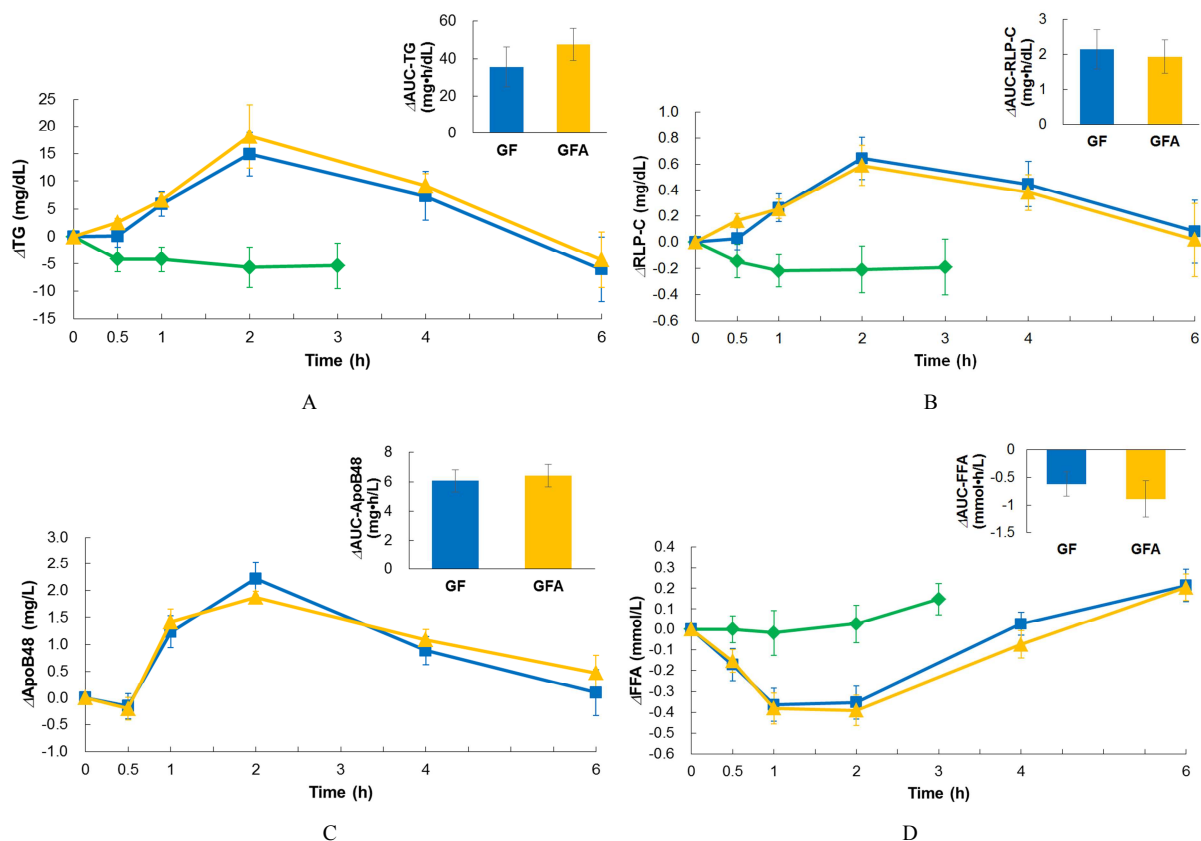 60
40
20
0
ΔAUC-TG
(mg•h/dL)
GF
GFA
25
20
15
10
5
0
-5
-10
-15
ΔTG (mg/dL)
0
0.5
1
2
3
4
6
Time (h)
A
3
2
1
0
ΔAUC-RLP-C
(mg•h/dL)
GF
GFA
1.0
0.8
0.6
0.4
0.2
0.0
-0.2
-0.4
-0.6
ΔRLP-C (mg/dL)
0
0.5
1
2
3
4
6
Time (h)
B
8
6
4
2
0
ΔAUC-ApoB48
(mg•h/L)
GF
GFA
3.0
2.5
2.0
1.5
1.0
0.5
0.0
-0.5
-1.0
ΔApoB48 (mg/L)
0
0.5
1
2
4
6
Time (h)
C
0
-0.5
-1
-1.5
ΔAUC-FFA
(mmol•h/L)
GF
GFA
0.4
0.3
0.2
0.1
0.0
-0.1
-0.2
-0.3
-0.4
-0.5
-0.6
ΔFFA (mmol/L)
0
0.5
1
2
3
4
6
Time (h)
D